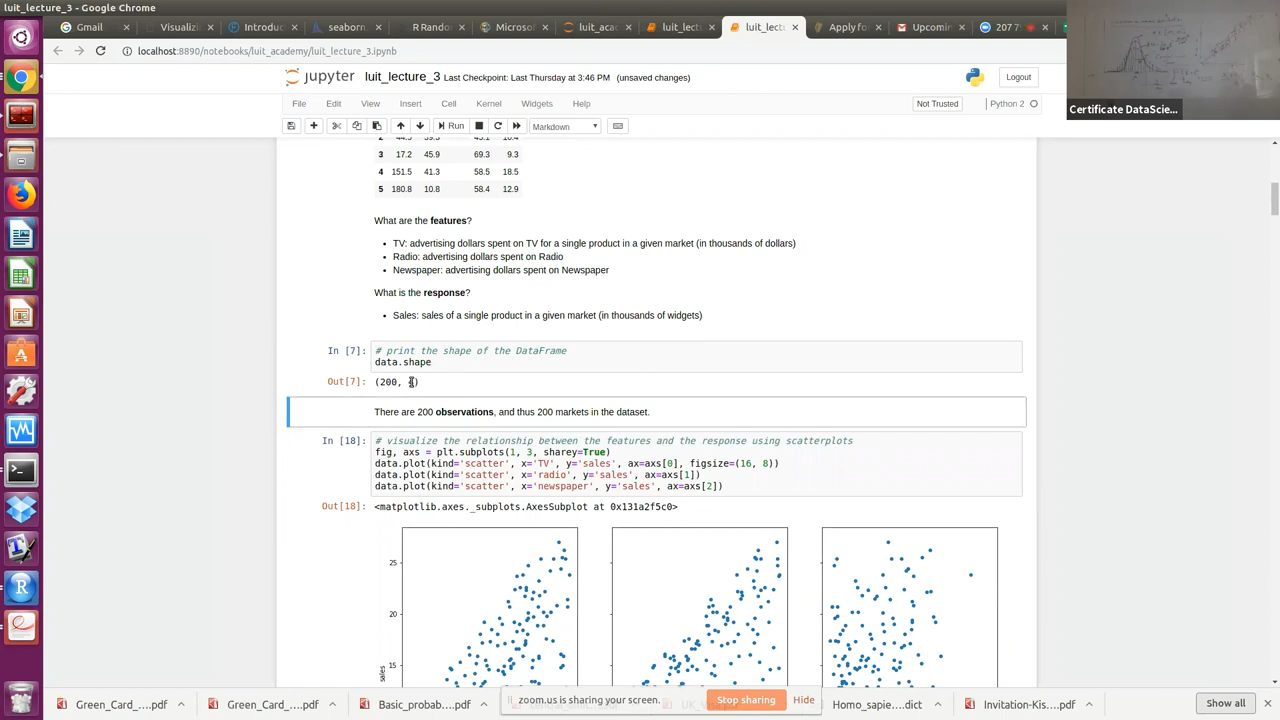 luit_lecture_3 - Google Chrome
Gmail
Visualizin
Introduc
seaborn
R Random
Microsof
luit_aca
luit_lect
luit_lect
Apply fo
Upcomin
207 7
localhost:8890/notebooks/luit_academy/luit_lecture_3.ipynb
Certificate DataScie...
jupyter luit_lecture_3 Last Checkpoint: Last Thursday at 3:46 PM (unsaved changes)
Logout
File Edit View Insert Cell Kernel Widgets Help
Not Trusted
Python 2
Run
Markdown
3 17.2 45.9 69.3 9.3
4 151.5 41.3 58.5 18.5
5 180.8 10.8 58.4 12.9
What are the features?
• TV: advertising dollars spent on TV for a single product in a given market (in thousands of dollars)
• Radio: advertising dollars spent on Radio
• Newspaper: advertising dollars spent on Newspaper
What is the response?
• Sales: sales of a single product in a given market (in thousands of widgets)
In [7]: # print the shape of the DataFrame
data.shape
Out[7]: (200, )
There are 200 observations, and thus 200 markets in the dataset.
In [18]: # visualize the relationship between the features and the response using scatterplots
fig, axs = plt.subplots(1, 3, sharey=True)
data.plot(kind='scatter', x='TV', y='sales', ax=axs[0], figsize=(16, 8))
data.plot(kind='scatter', x='radio', y='sales', ax=axs[1])
data.plot(kind='scatter', x='newspaper', y='sales', ax=axs[2])
Out[18]: <matplotlib.axes._subplots.AxesSubplot at 0x131a2f5c0>
25
20
15
sales
zoom.us is sharing your screen.
Stop sharing
Hide
Green_Card_....pdf
Green_Card_....pdf
Basic_probab....pdf
Homo_sapie....dict
Invitation-Kis....pdf
Show all